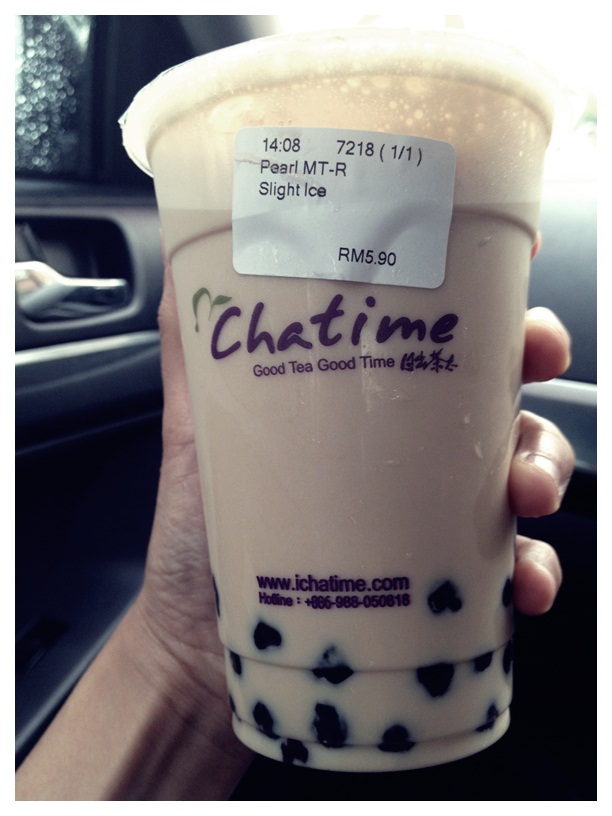 14:08 7218 ( 1/1 )
Pearl MT-R
Slight Ice
RM5.90
Chatime
Good Tea Good Time 日出茶太
www.ichatime.com
Hotline : +886-988-050818